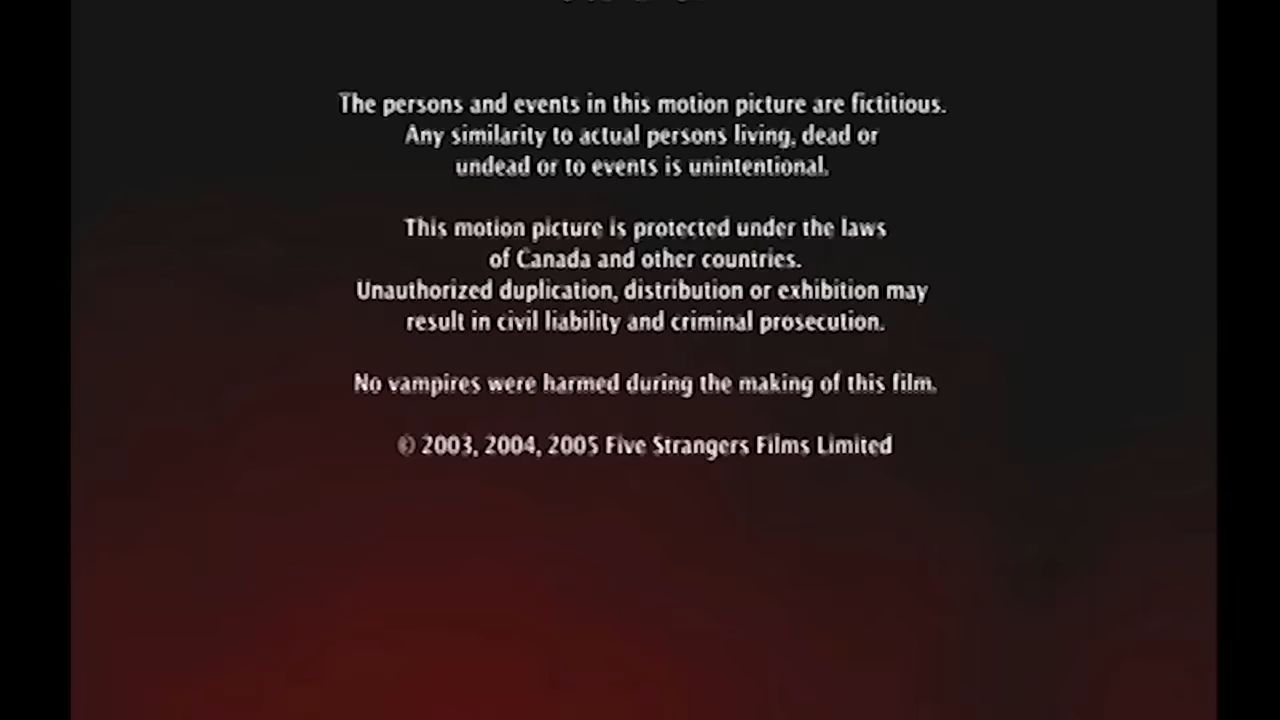 The persons and events in this motion picture are fictitious.
Any similarity to actual persons living, dead or
undead or to events is unintentional.
This motion picture is protected under the laws
of Canada and other countries.
Unauthorized duplication, distribution or exhibition may
result in civil liability and criminal prosecution.
No vampires were harmed during the making of this film.
© 2003, 2004, 2005 Five Strangers Films Limited